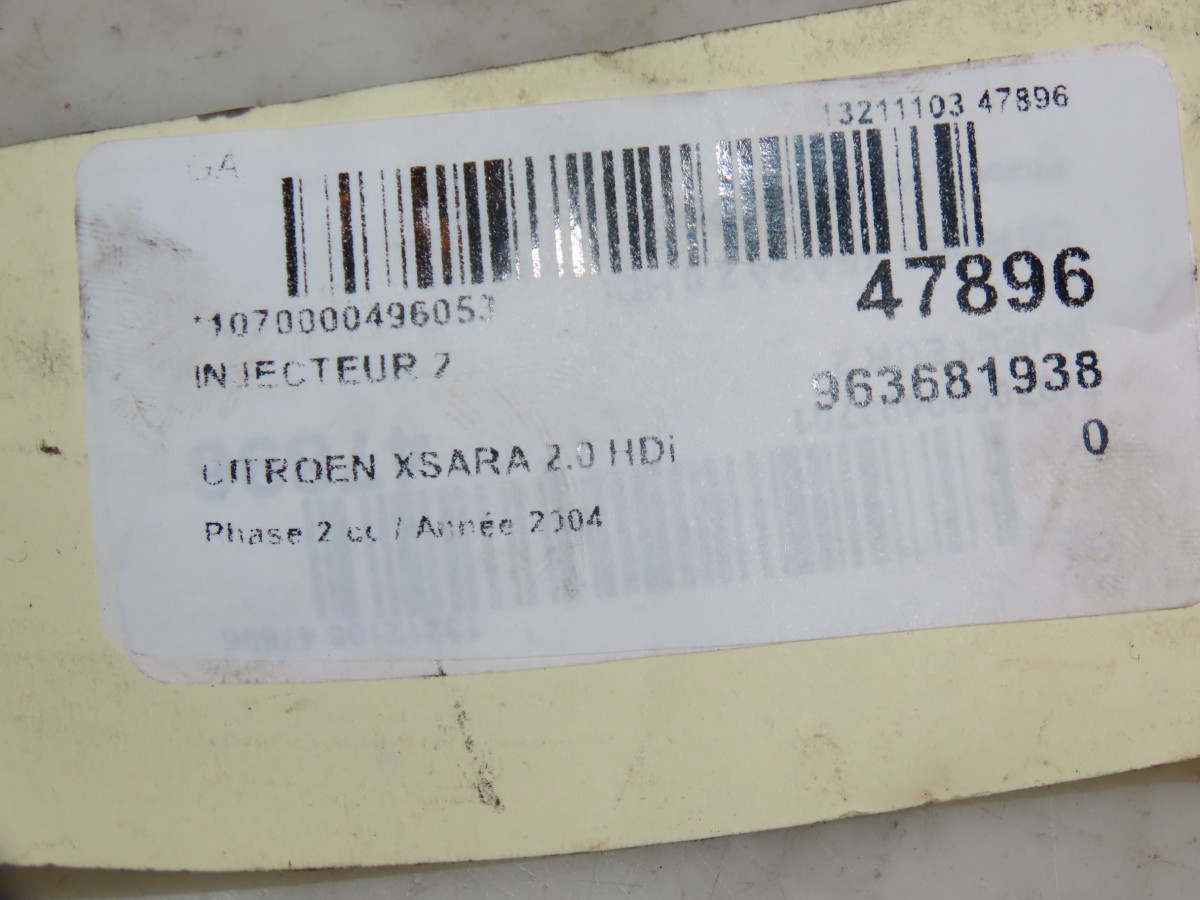 13211103 47896
GA
*1070000496053
47896
INJECTEUR 2
963681938
0
CITROEN XSARA 2.0 HDi
Phase 2 cc / Année 2004